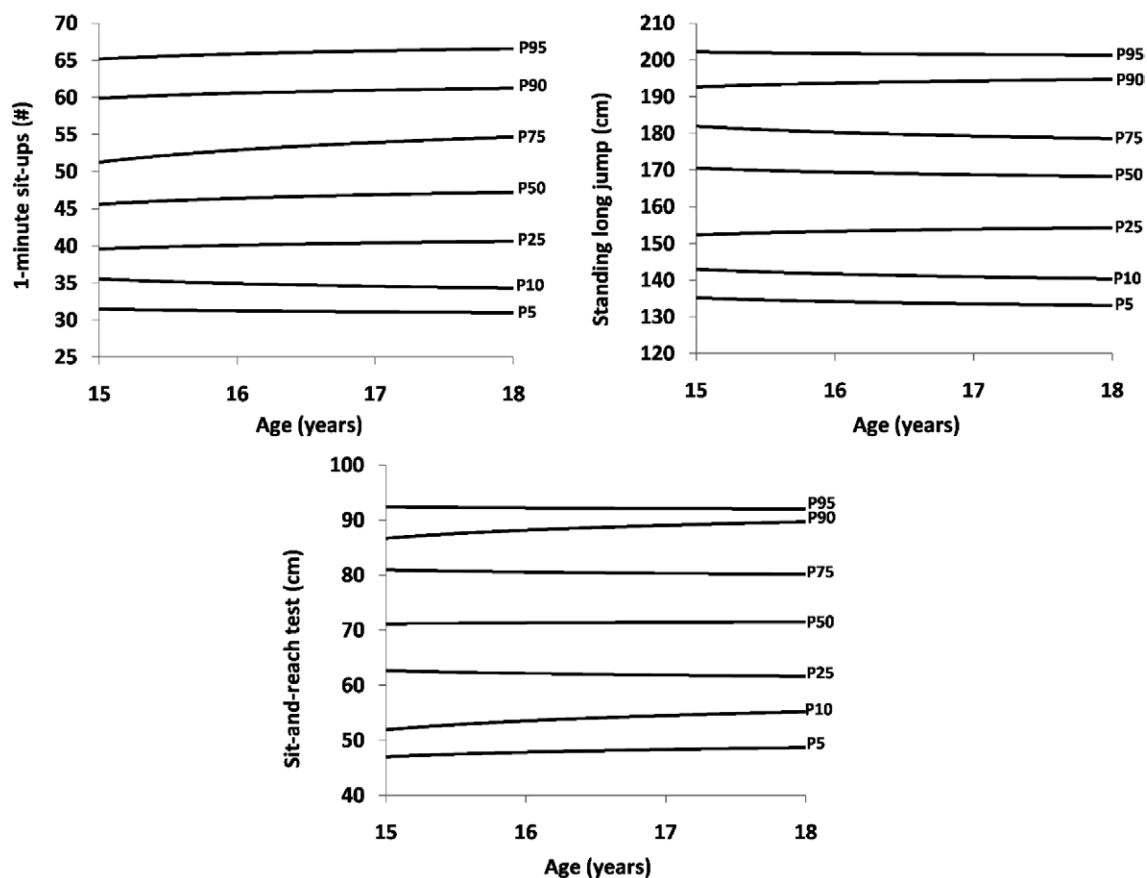 1-minute sit-ups (#)
70
65
60
55
50
45
40
35
30
25
P95
P90
P75
P50
P25
P10
P5
15 16 17 18
Age (years)
Standing long jump (cm)
210
200
190
180
170
160
150
140
130
120
P95
P90
P75
P50
P25
P10
P5
15 16 17 18
Age (years)
Sit-and-reach test (cm)
100
90
80
70
60
50
40
P95
P90
P75
P50
P25
P10
P5
15 16 17 18
Age (years)